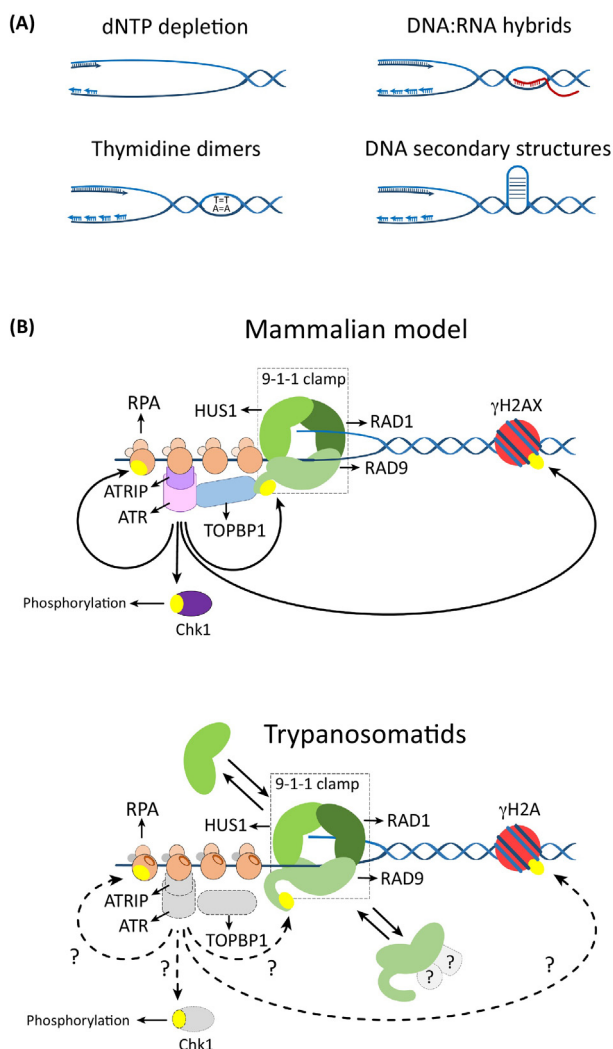 (A)
dNTP depletion
DNA:RNA hybrids
Thymidine dimers
DNA secondary structures
T=T
A=A
(B)
Mammalian model
9-1-1 clamp
RPA
HUS1
RAD1
γH2AX
RAD9
ATRIP
ATR
TOPBP1
Phosphorylation
Chk1
Trypanosomatids
9-1-1 clamp
RPA
HUS1
RAD1
γH2A
RAD9
ATRIP
ATR
TOPBP1
? ? ? ?
? ?
Phosphorylation
Chk1